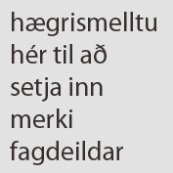 hægrismelltu
hér til að
setja inn
merki
fagdeildar